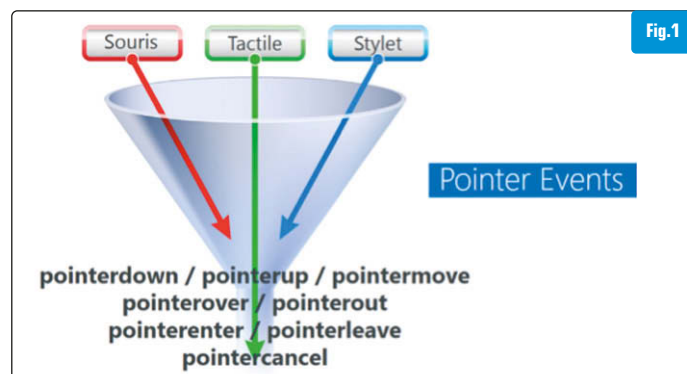 Fig.1
Souris Tactile Stylet
Pointer Events
pointerdown / pointerup / pointermove
pointerover / pointerout
pointerenter / pointerleave
pointercancel